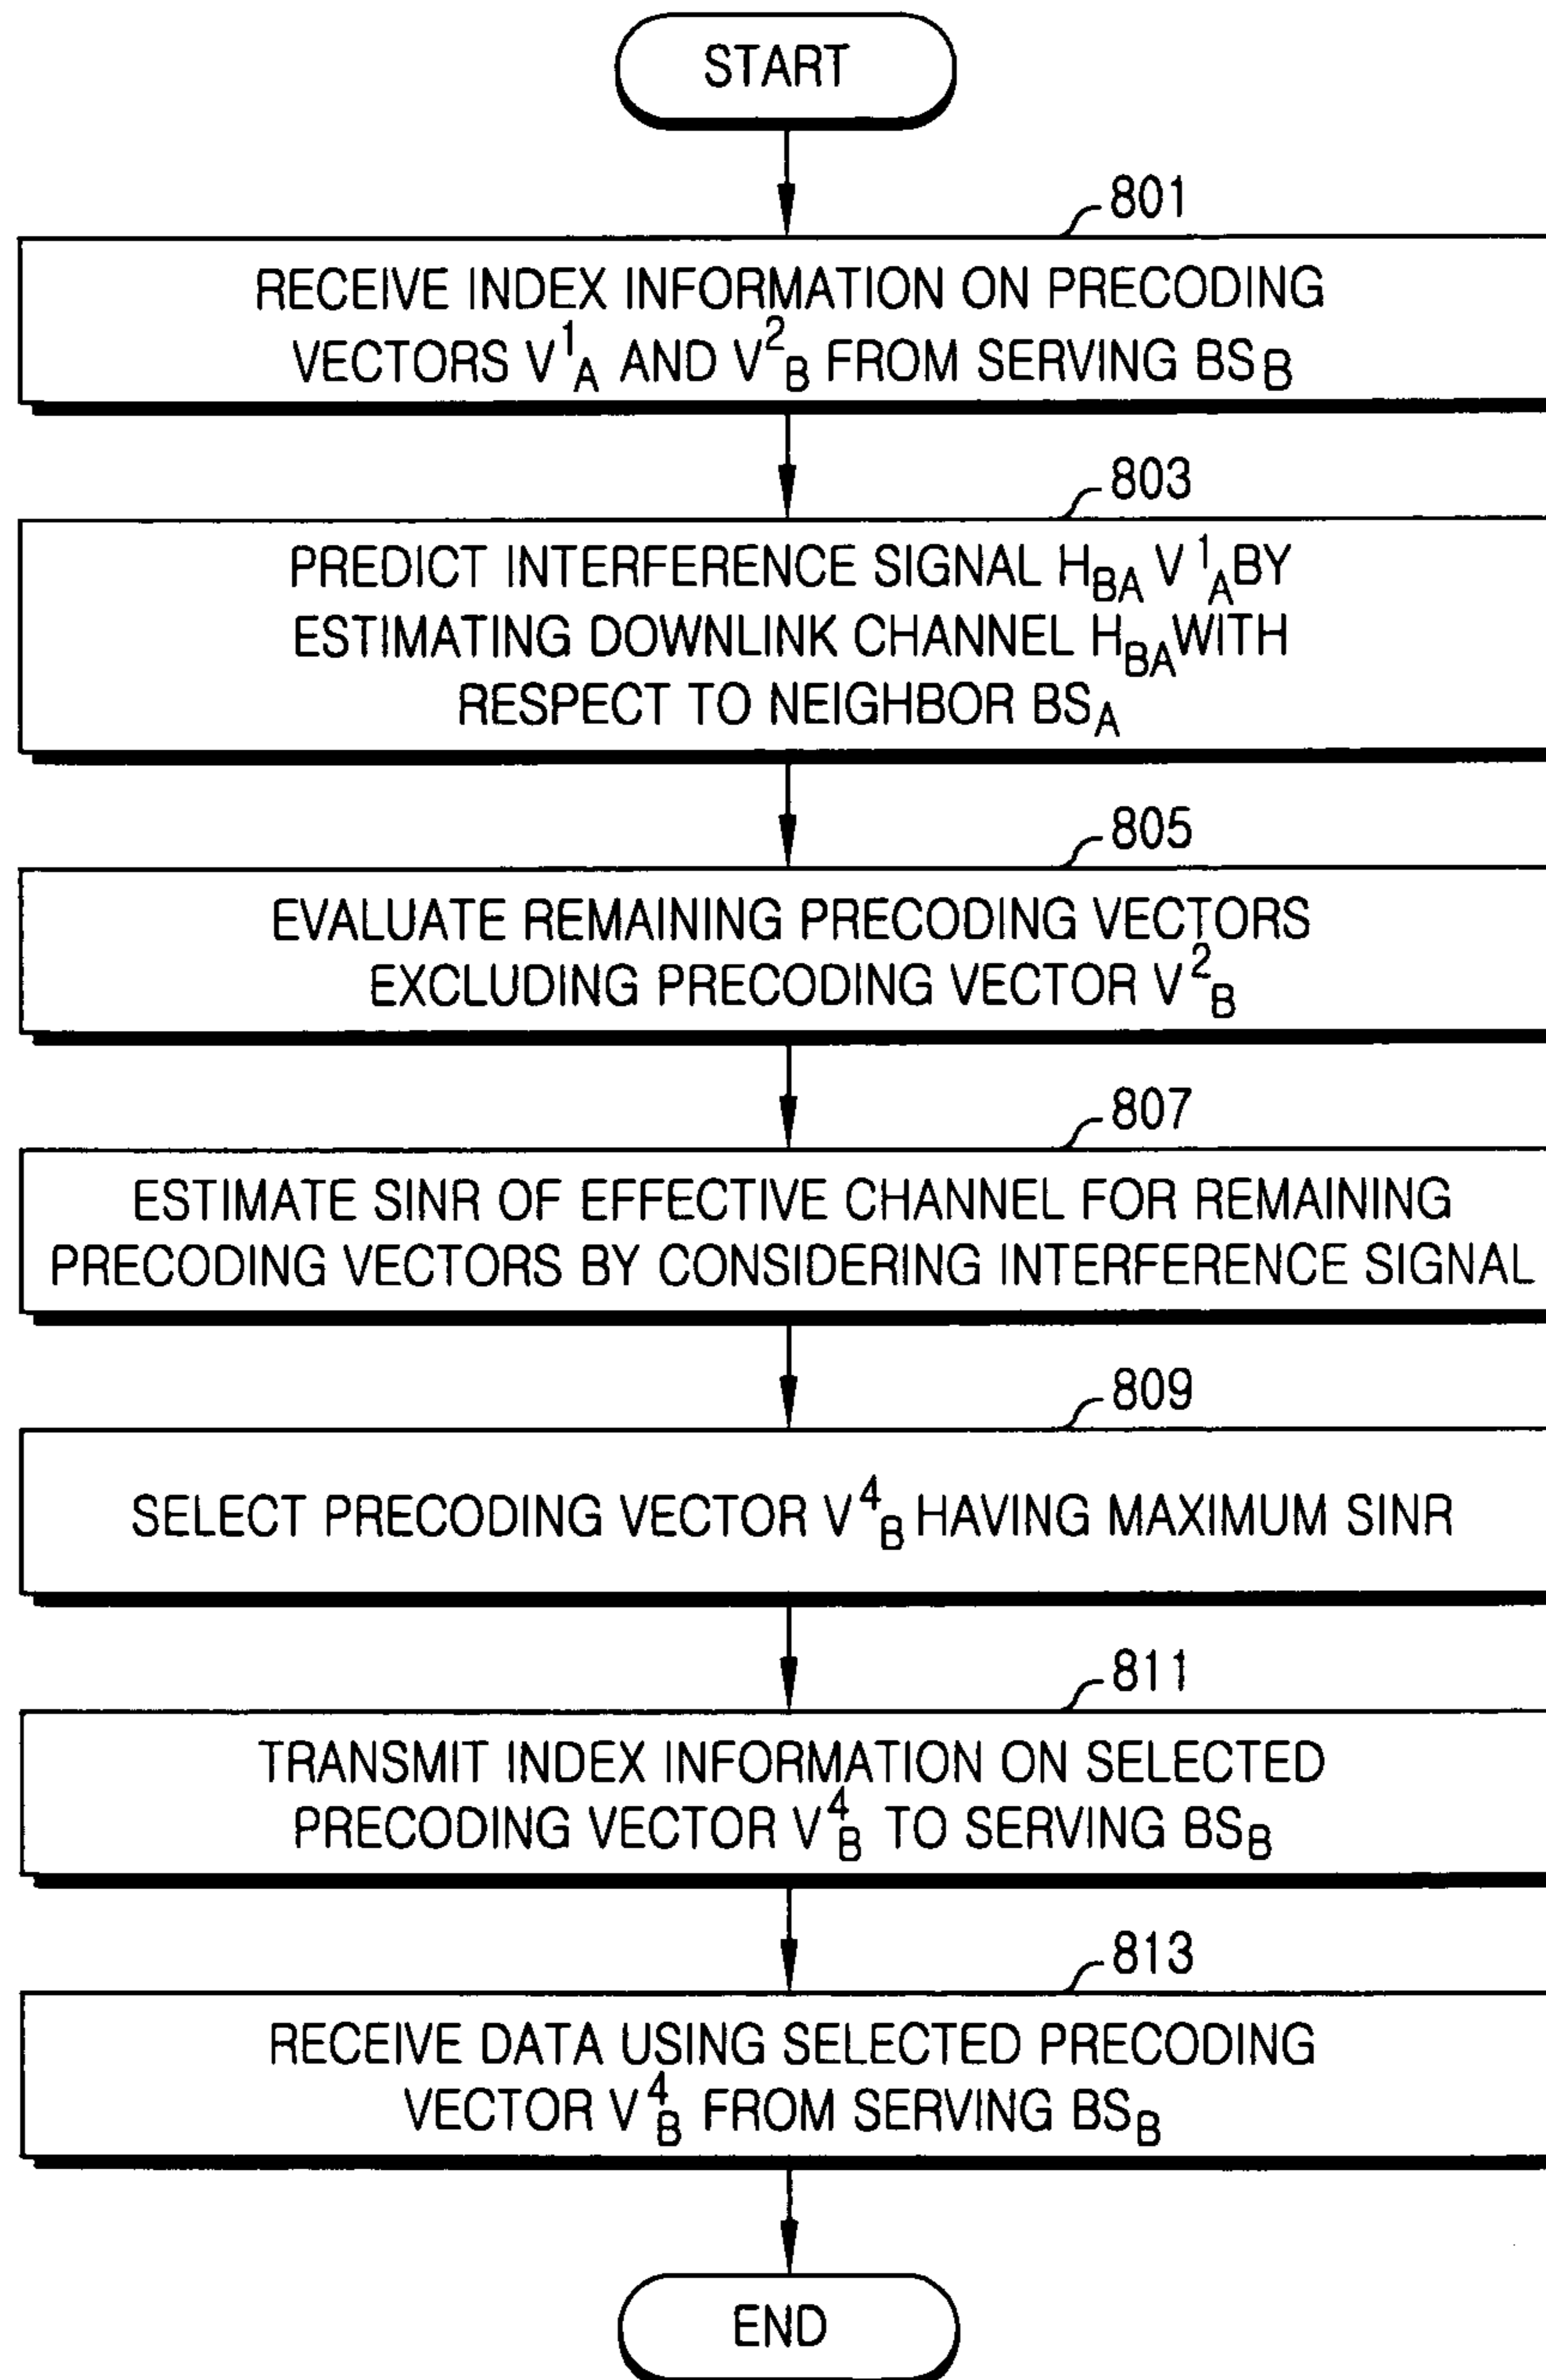 START
801
RECEIVE INDEX INFORMATION ON PRECODING
VECTORS V¹A AND V²B FROM SERVING BSB
803
PREDICT INTERFERENCE SIGNAL HBA V¹A BY
ESTIMATING DOWNLINK CHANNEL HBA WITH
RESPECT TO NEIGHBOR BSA
805
EVALUATE REMAINING PRECODING VECTORS
EXCLUDING PRECODING VECTOR V²B
807
ESTIMATE SINR OF EFFECTIVE CHANNEL FOR REMAINING
PRECODING VECTORS BY CONSIDERING INTERFERENCE SIGNAL
809
SELECT PRECODING VECTOR V⁴B HAVING MAXIMUM SINR
811
TRANSMIT INDEX INFORMATION ON SELECTED
PRECODING VECTOR V⁴B TO SERVING BSB
813
RECEIVE DATA USING SELECTED PRECODING
VECTOR V⁴B FROM SERVING BSB
END